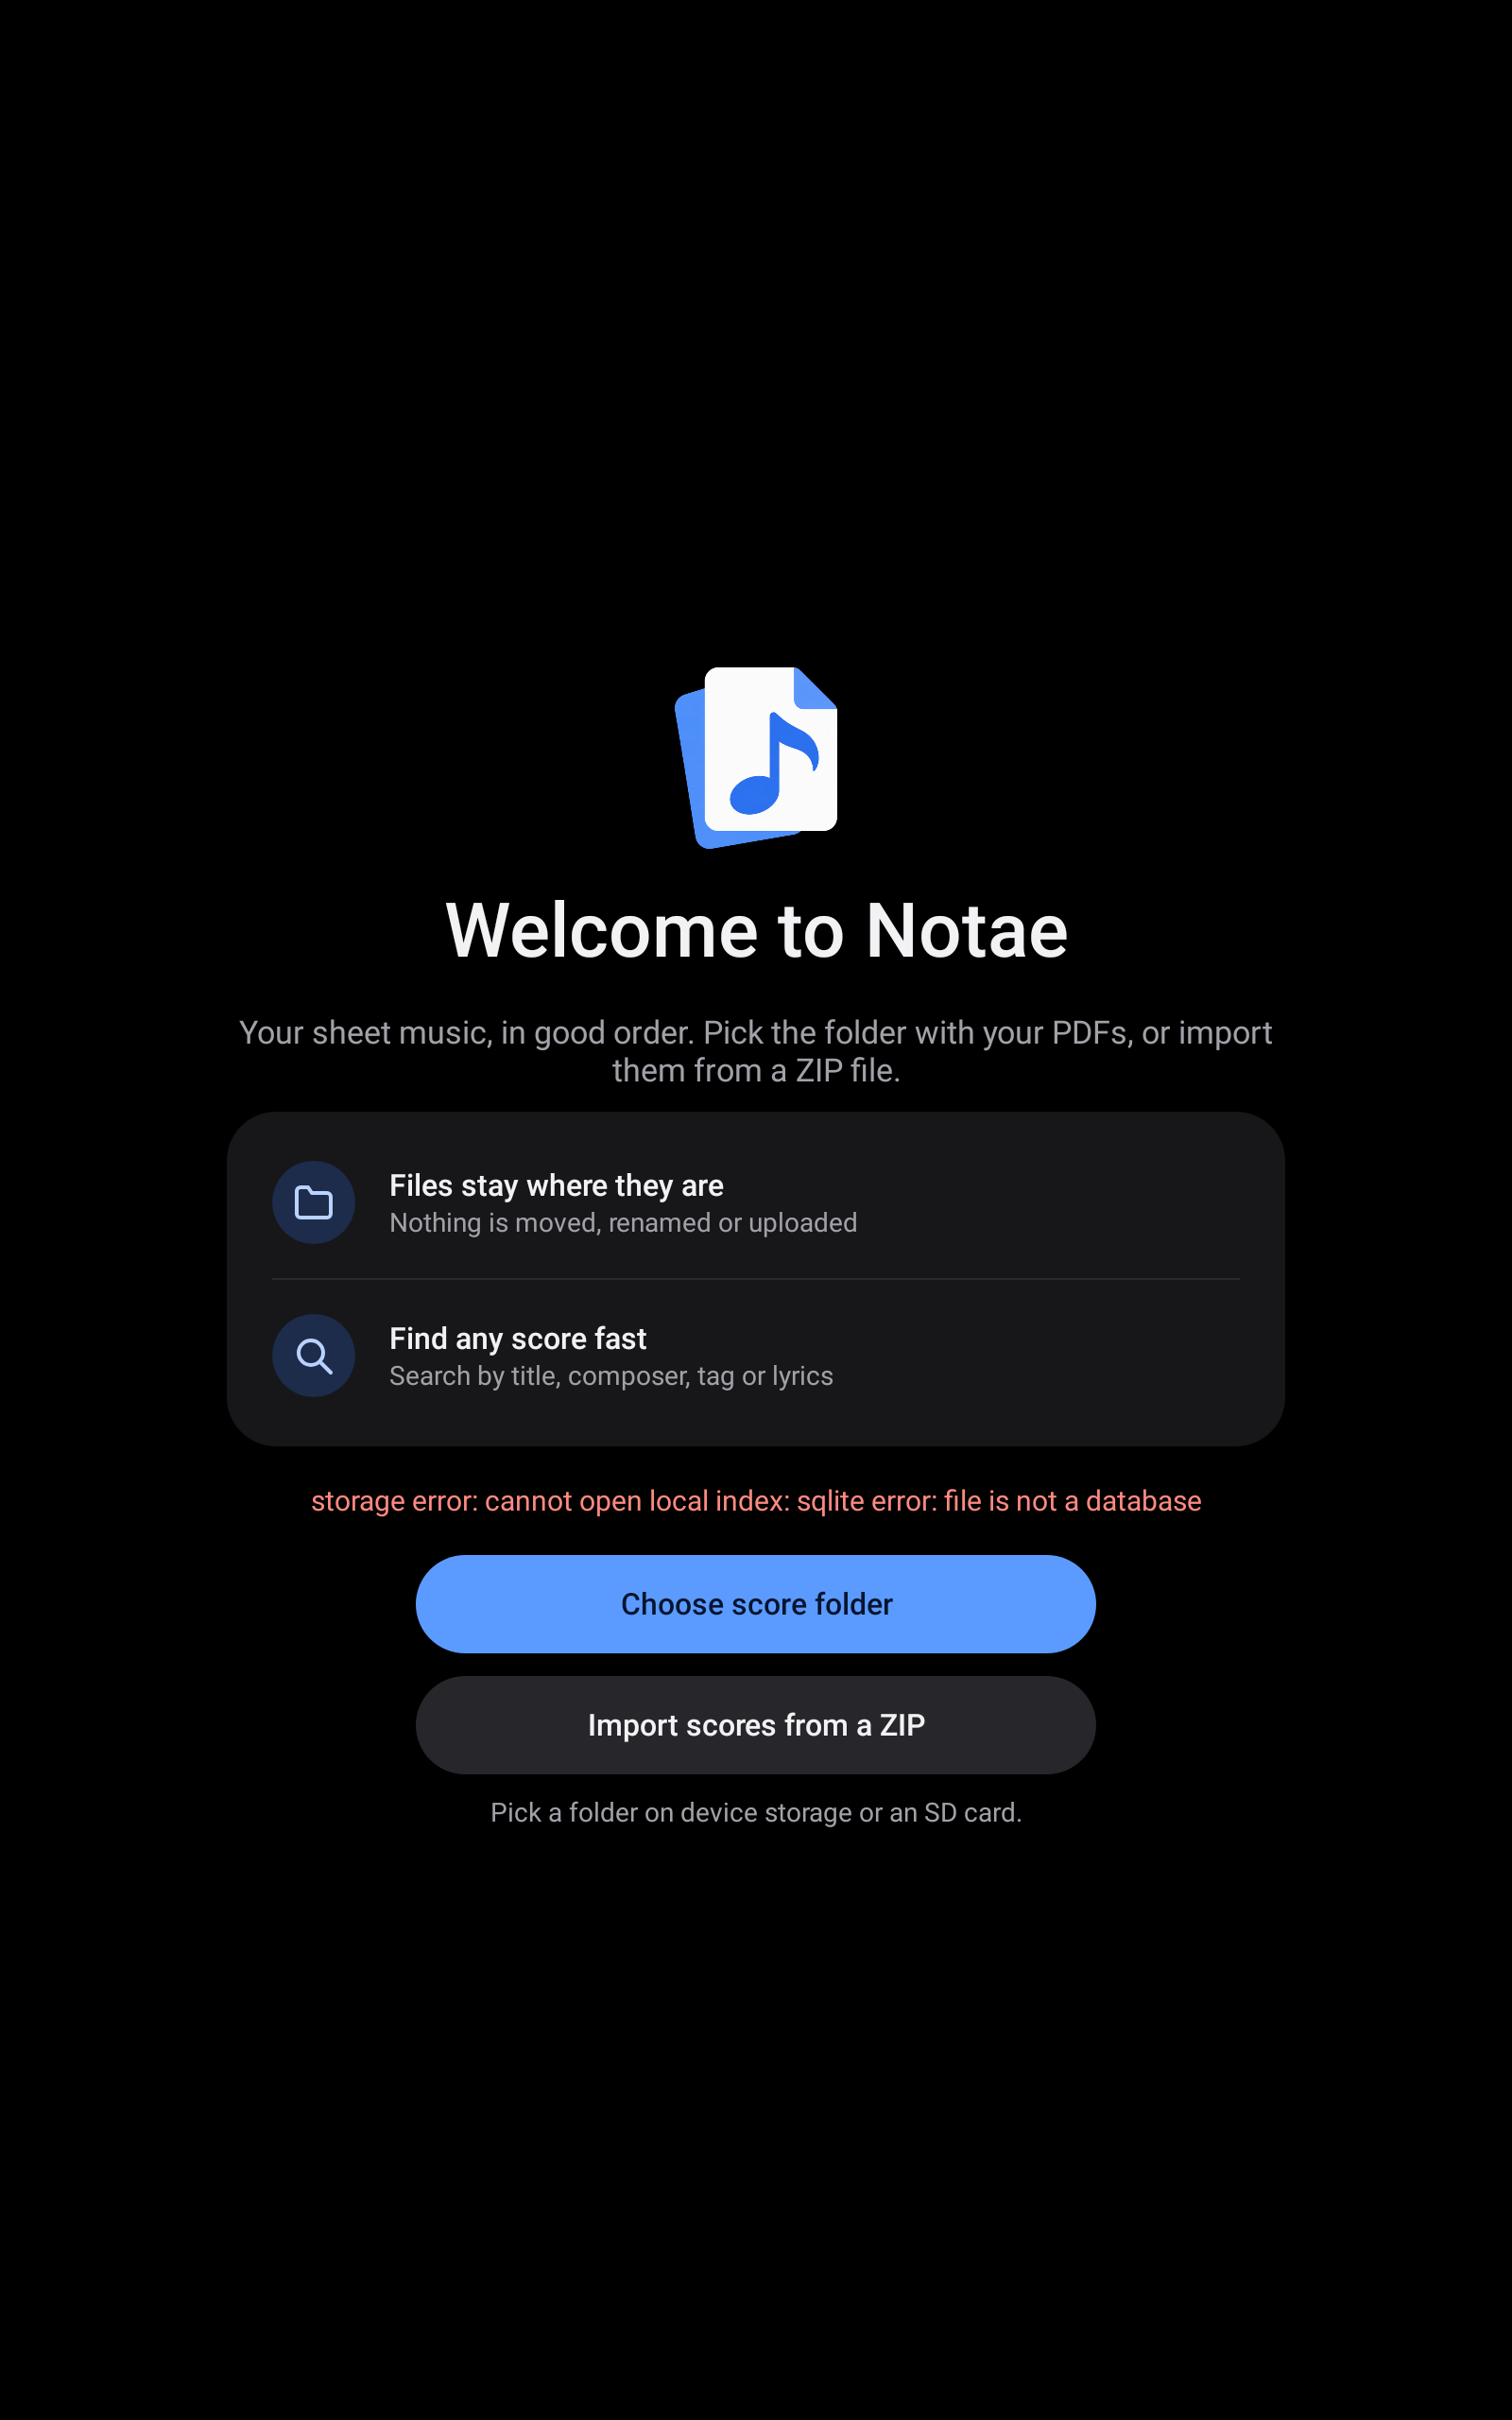 Welcome to Notae
Your sheet music, in good order. Pick the folder with your PDFs, or import
them from a ZIP file.
Files stay where they are
Nothing is moved, renamed or uploaded
Find any score fast
Search by title, composer, tag or lyrics
storage error: cannot open local index: sqlite error: file is not a database
Choose score folder
Import scores from a ZIP
Pick a folder on device storage or an SD card.